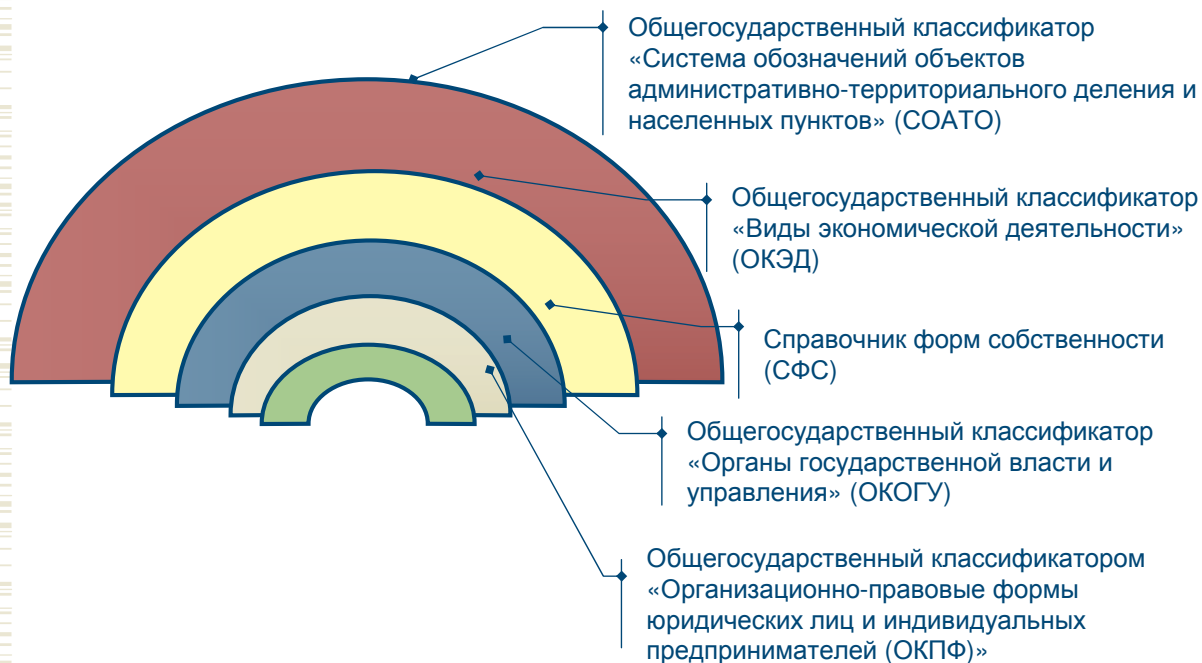 Общегосударственный классификатор
«Система обозначений объектов
административно-территориального деления и
населенных пунктов» (СОАТО)
Общегосударственный классификатор
«Виды экономической деятельности»
(ОКЭД)
Справочник форм собственности
(СФС)
Общегосударственный классификатор
«Органы государственной власти и
управления» (ОКОГУ)
Общегосударственный классификатором
«Организационно-правовые формы
юридических лиц и индивидуальных
предпринимателей (ОКПФ)»